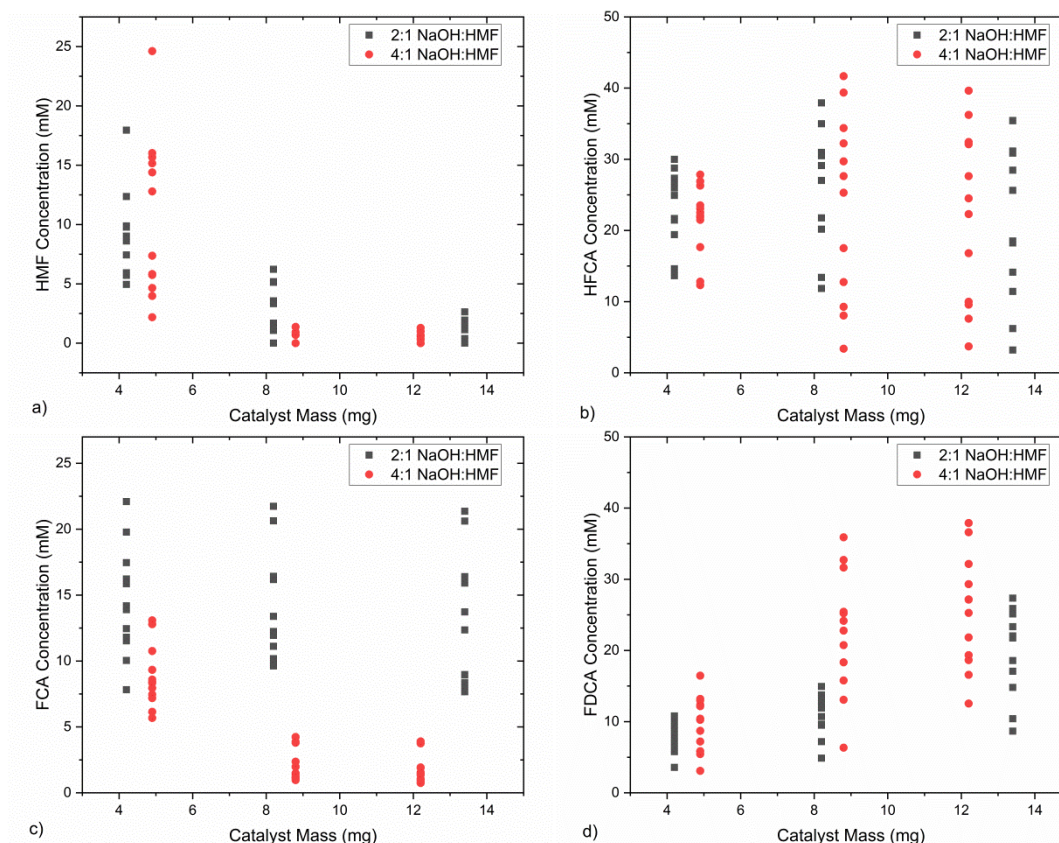 2:1 NaOH:HMF
4:1 NaOH:HMF
HMF Concentration (mM)
25
20
15
10
5
0
4 6 8 10 12 14
Catalyst Mass (mg)
a)
2:1 NaOH:HMF
4:1 NaOH:HMF
HFCA Concentration (mM)
50
40
30
20
10
0
4 6 8 10 12 14
Catalyst Mass (mg)
b)
2:1 NaOH:HMF
4:1 NaOH:HMF
FCA Concentration (mM)
25
20
15
10
5
0
4 6 8 10 12 14
Catalyst Mass (mg)
c)
2:1 NaOH:HMF
4:1 NaOH:HMF
FDCA Concentration (mM)
50
40
30
20
10
0
4 6 8 10 12 14
Catalyst Mass (mg)
d)